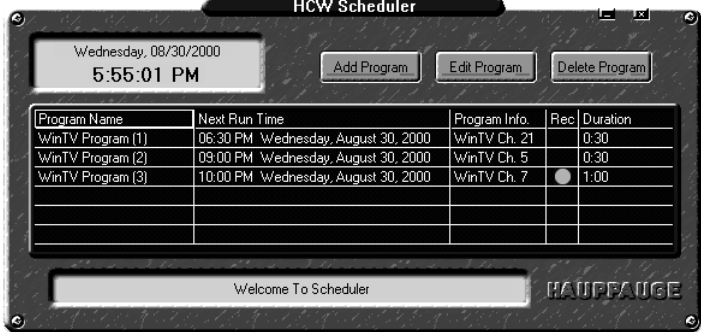 HCW Scheduler
Wednesday, 08/30/2000
5:55:01 PM
Add Program Edit Program Delete Program
Program Name Next Run Time Program Info. Rec Duration
WinTV Program (1) 06:30 PM Wednesday, August 30, 2000 WinTV Ch. 21 0:30
WinTV Program (2) 09:00 PM Wednesday, August 30, 2000 WinTV Ch. 5 0:30
WinTV Program (3) 10:00 PM Wednesday, August 30, 2000 WinTV Ch. 7 1:00
Welcome To Scheduler
HAUPPAUGE